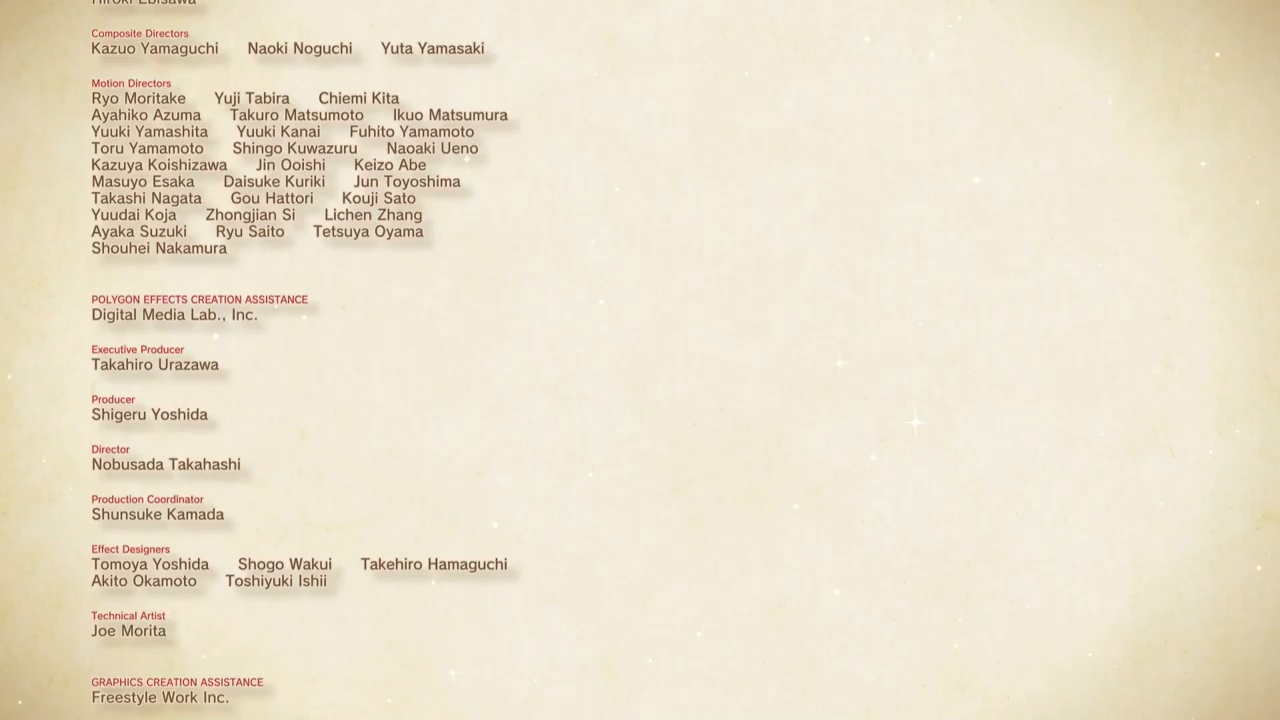 Hiroki Ebisawa
Composite Directors
Kazuo Yamaguchi Naoki Noguchi Yuta Yamasaki
Motion Directors
Ryo Moritake Yuji Tabira Chiemi Kita
Ayahiko Azuma Takuro Matsumoto Ikuo Matsumura
Yuuki Yamashita Yuuki Kanai Fuhito Yamamoto
Toru Yamamoto Shingo Kuwazuru Naoaki Ueno
Kazuya Koishizawa Jin Ooishi Keizo Abe
Masuyo Esaka Daisuke Kuriki Jun Toyoshima
Takashi Nagata Gou Hattori Kouji Sato
Yuudai Koja Zhongjian Si Lichen Zhang
Ayaka Suzuki Ryu Saito Tetsuya Oyama
Shouhei Nakamura
POLYGON EFFECTS CREATION ASSISTANCE
Digital Media Lab., Inc.
Executive Producer
Takahiro Urazawa
Producer
Shigeru Yoshida
Director
Nobusada Takahashi
Production Coordinator
Shunsuke Kamada
Effect Designers
Tomoya Yoshida Shogo Wakui Takehiro Hamaguchi
Akito Okamoto Toshiyuki Ishii
Technical Artist
Joe Morita
GRAPHICS CREATION ASSISTANCE
Freestyle Work Inc.